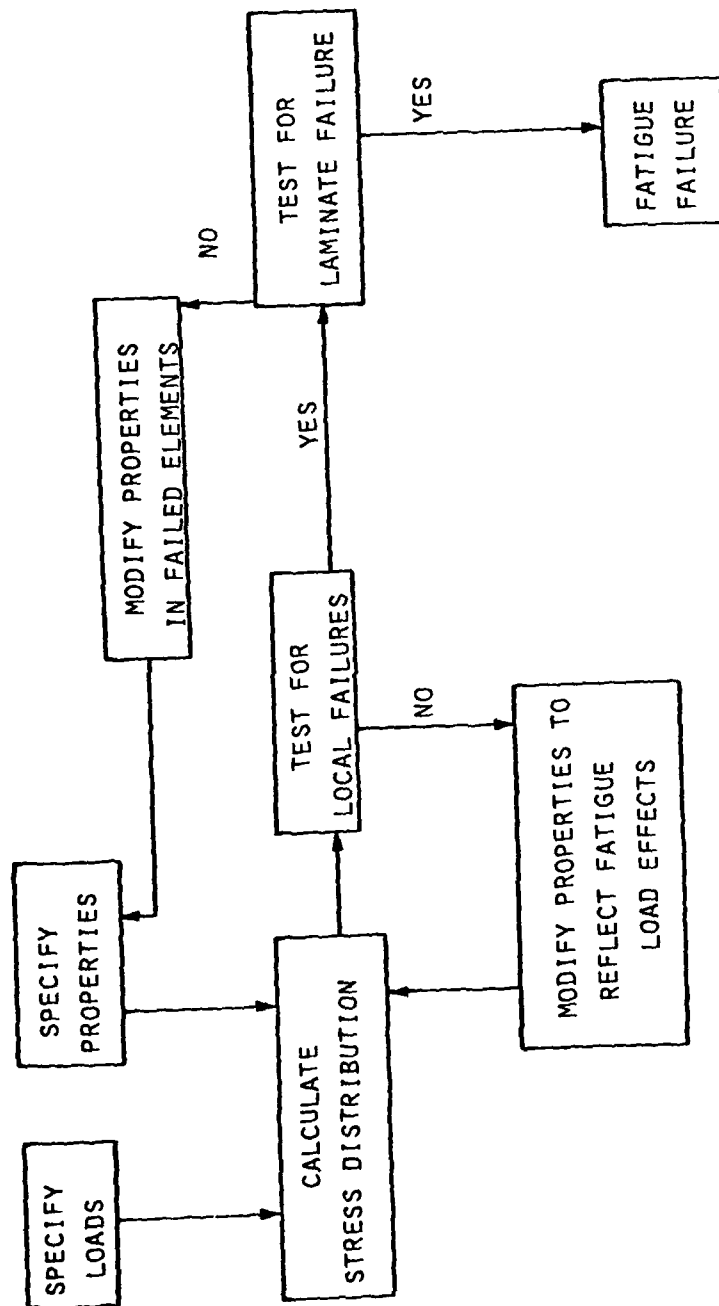 SPECIFY
LOADS
SPECIFY
PROPERTIES
CALCULATE
STRESS DISTRIBUTION
MODIFY PROPERTIES TO
REFLECT FATIGUE
LOAD EFFECTS
TEST FOR
LOCAL FAILURES
NO
YES
MODIFY PROPERTIES
IN FAILED ELEMENTS
NO
TEST FOR
LAMINATE FAILURE
YES
FATIGUE
FAILURE